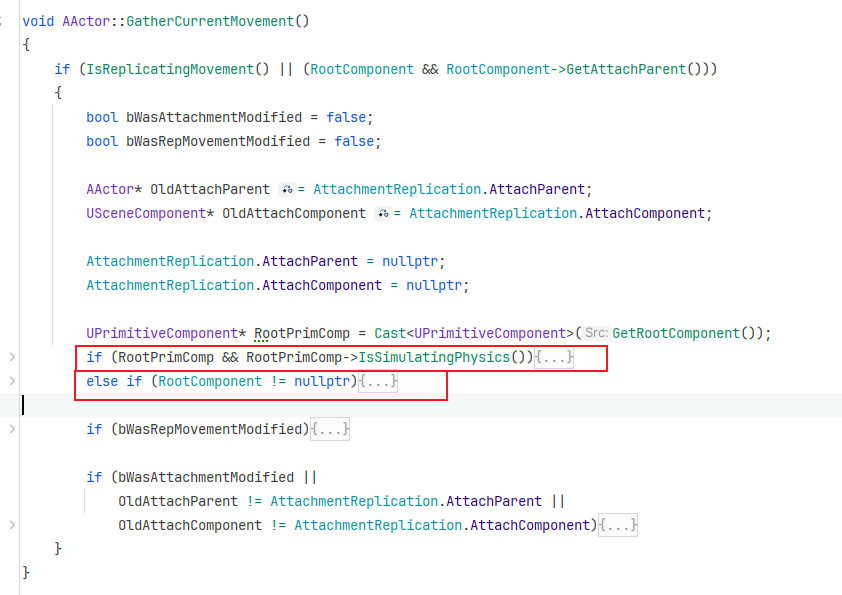 void AActor::GatherCurrentMovement()
{
if (IsReplicatingMovement() || (RootComponent && RootComponent->GetAttachParent()))
{
bool bWasAttachmentModified = false;
bool bWasRepMovementModified = false;
AActor* OldAttachParent = AttachmentReplication.AttachParent;
USceneComponent* OldAttachComponent = AttachmentReplication.AttachComponent;
AttachmentReplication.AttachParent = nullptr;
AttachmentReplication.AttachComponent = nullptr;
UPrimitiveComponent* RootPrimComp = Cast<UPrimitiveComponent>( Src: GetRootComponent());
if (RootPrimComp && RootPrimComp->IsSimulatingPhysics()){...}
else if (RootComponent != nullptr){...}
if (bWasRepMovementModified){...}
if (bWasAttachmentModified ||
OldAttachParent != AttachmentReplication.AttachParent ||
OldAttachComponent != AttachmentReplication.AttachComponent){...}
}
}